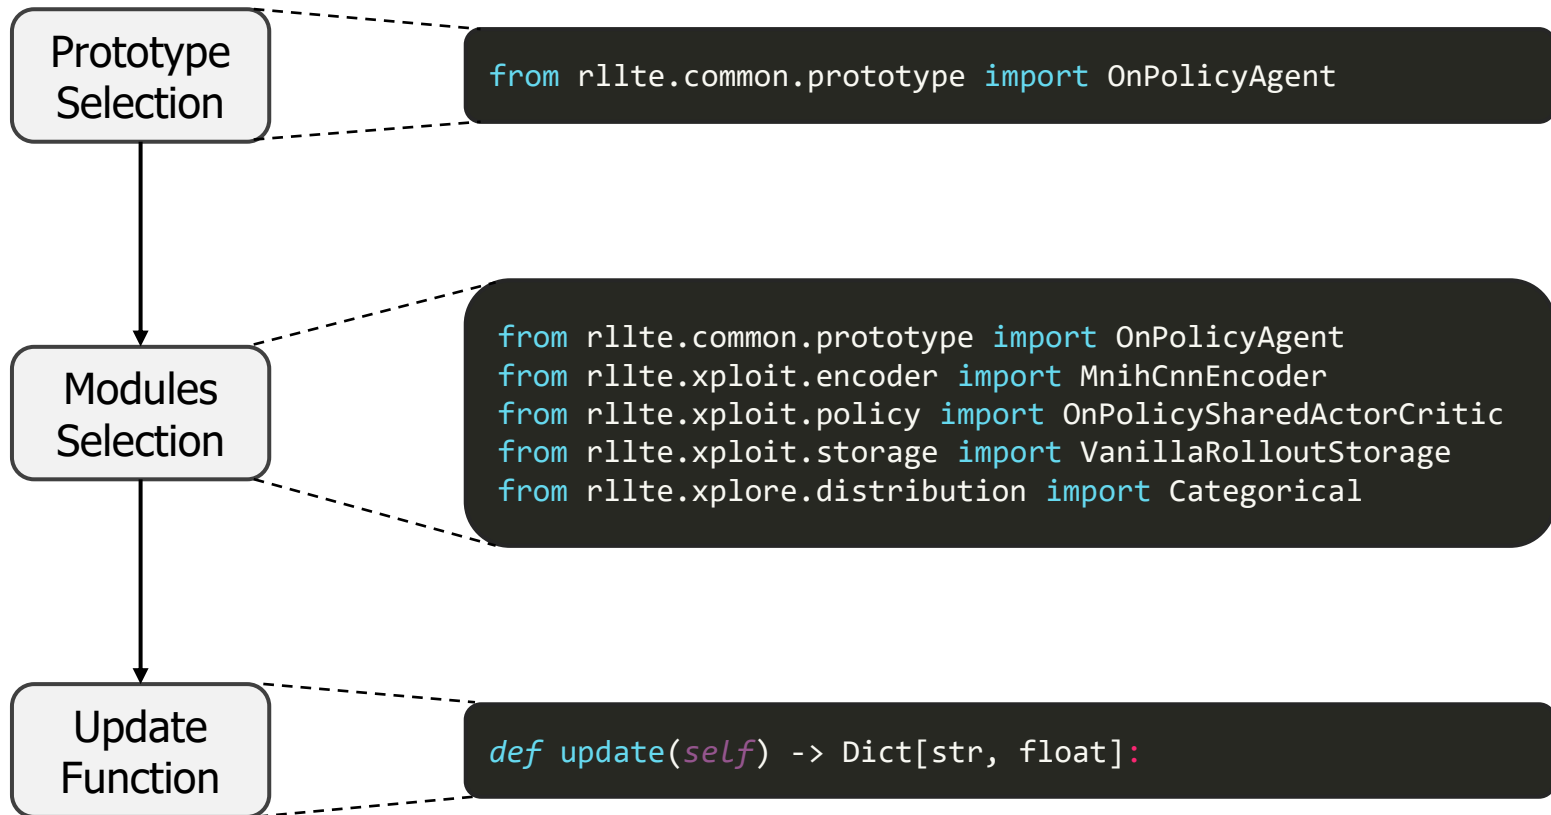 Prototype
Selection
from rllte.common.prototype import OnPolicyAgent
Modules
Selection
from rllte.common.prototype import OnPolicyAgent
from rllte.xploit.encoder import MnihCnnEncoder
from rllte.xploit.policy import OnPolicySharedActorCritic
from rllte.xploit.storage import VanillaRolloutStorage
from rllte.xplore.distribution import Categorical
Update
Function
def update(self) -> Dict[str, float]: